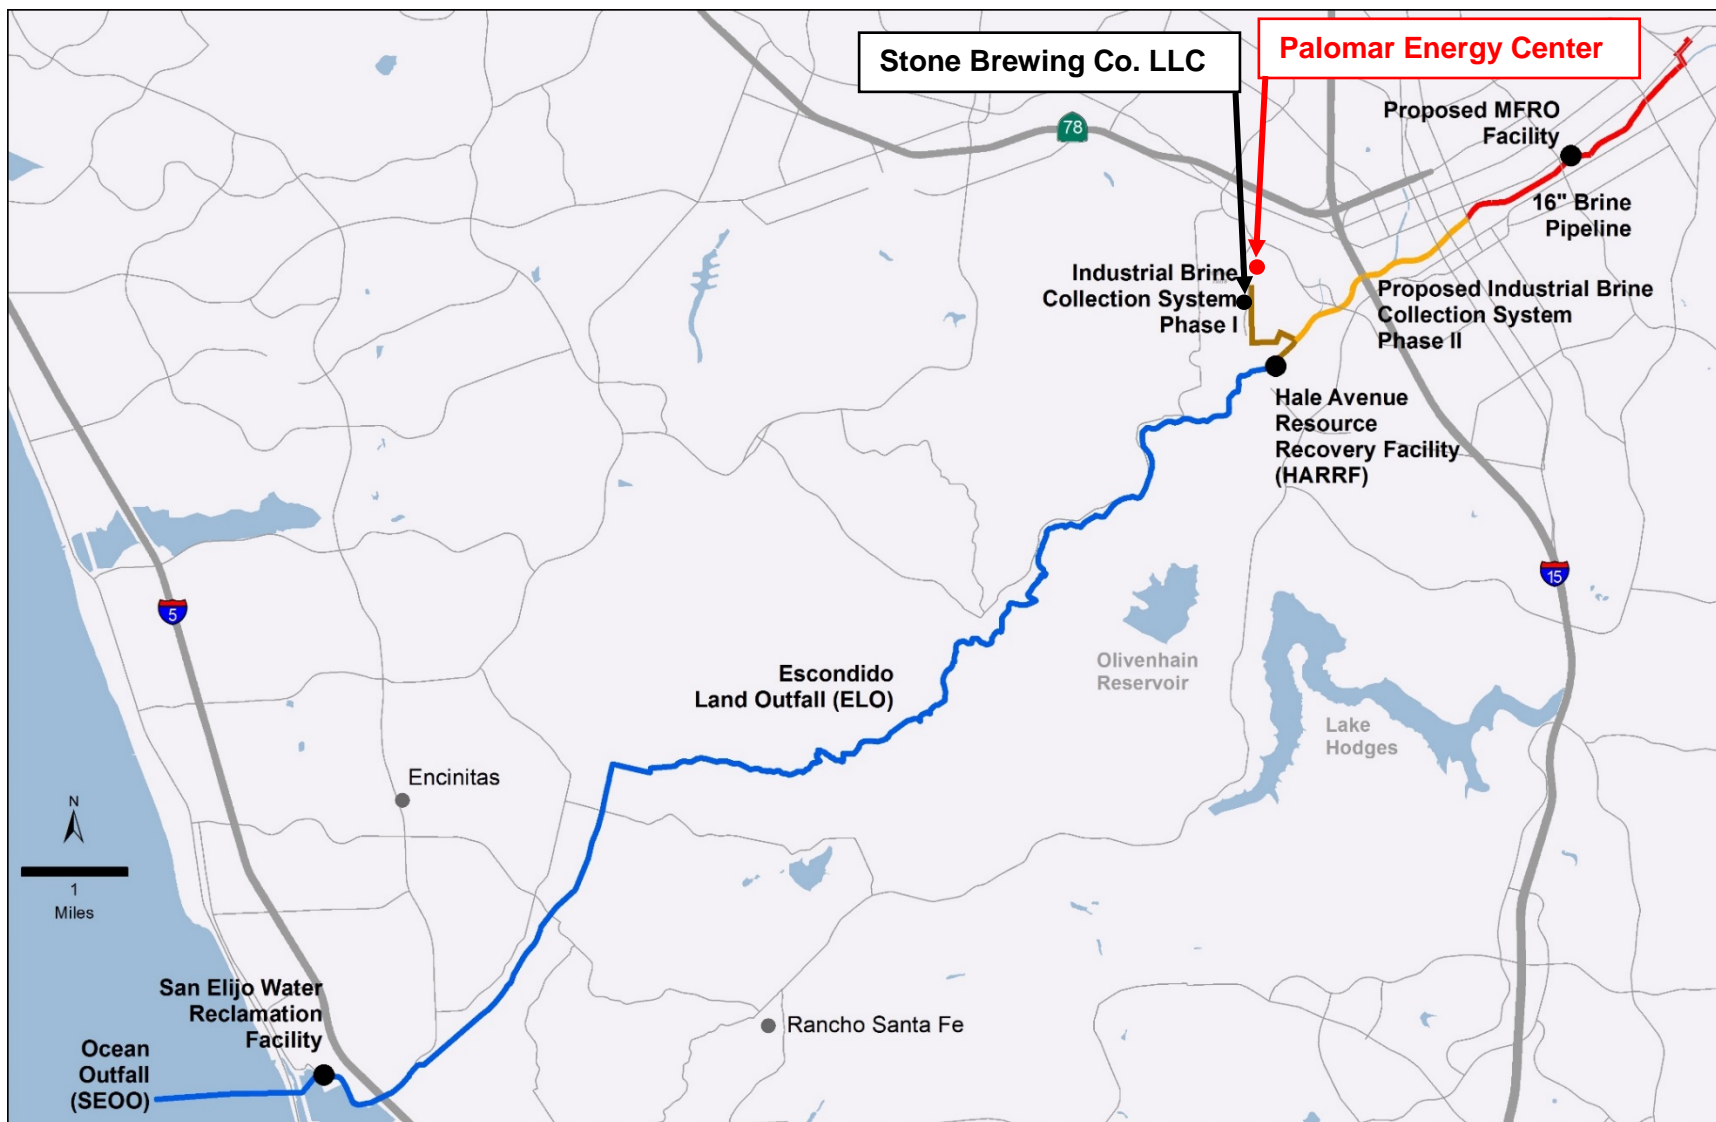 Stone Brewing Co. LLC
Palomar Energy Center
78
Proposed MFRO
Facility
16" Brine
Pipeline
Industrial Brine
Collection System
Phase I
Proposed Industrial Brine
Collection System
Phase II
Hale Avenue
Resource
Recovery Facility
(HARRF)
15
5
Olivenhain
Reservoir
Escondido
Land Outfall (ELO)
Lake
Hodges
Encinitas
N
1
Miles
San Elijo Water
Reclamation
Facility
Rancho Santa Fe
Ocean
Outfall
(SEOO)